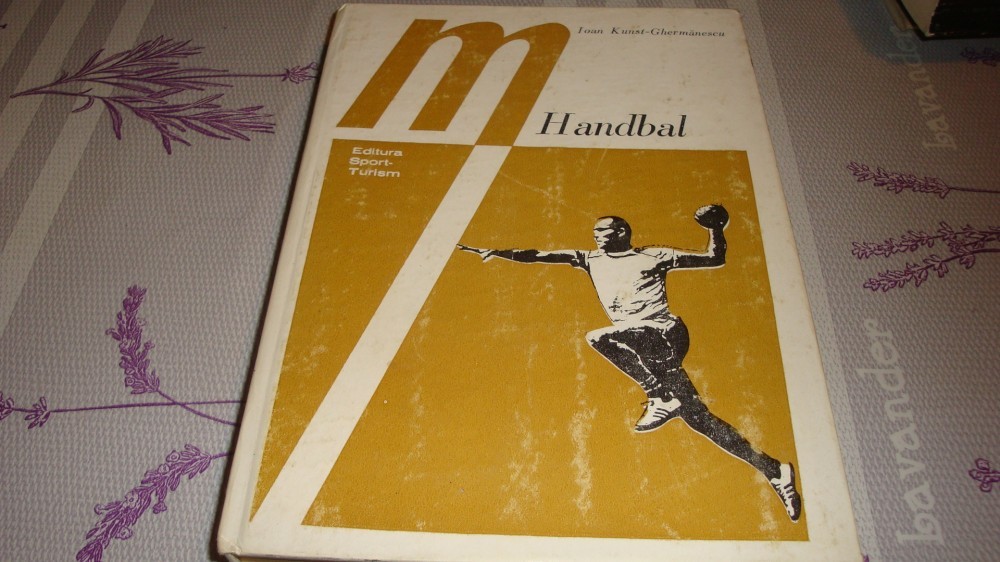 Ioan Kunst-Ghermănescu
m
Handbal
Editura
Sport-
Turism
bavander
bavander